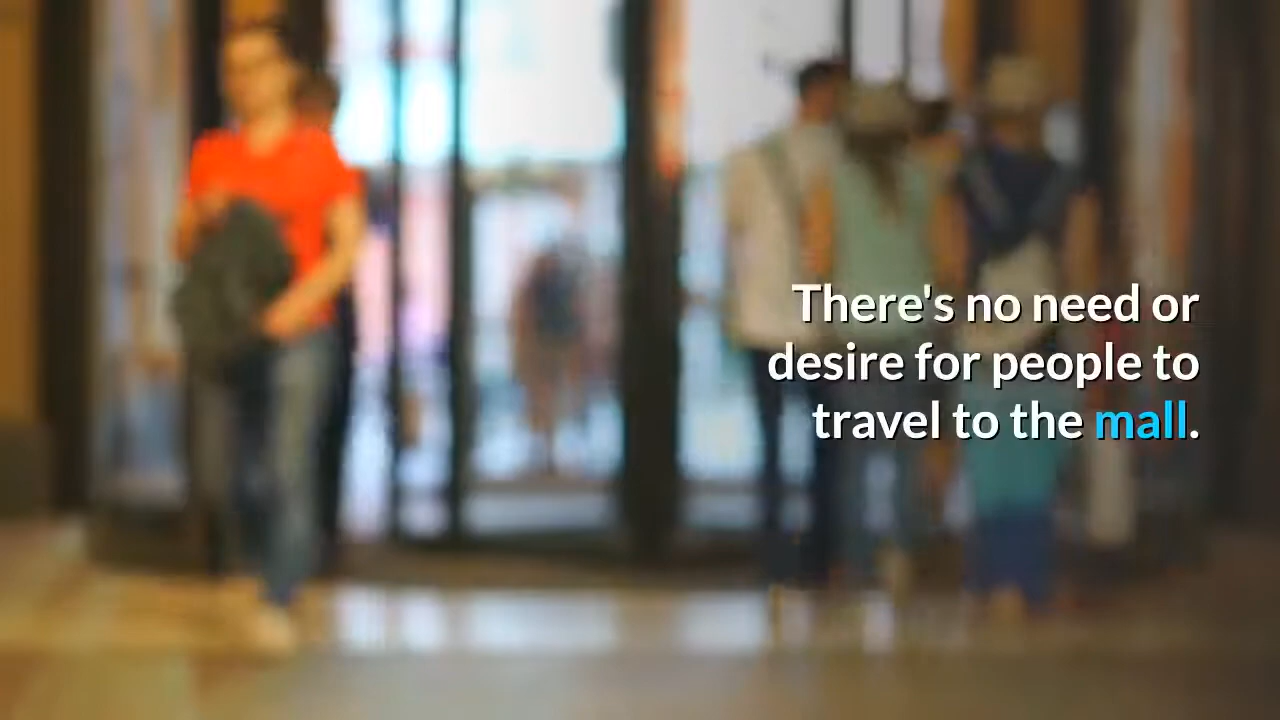 There's no need or
desire for people to
travel to the mall.